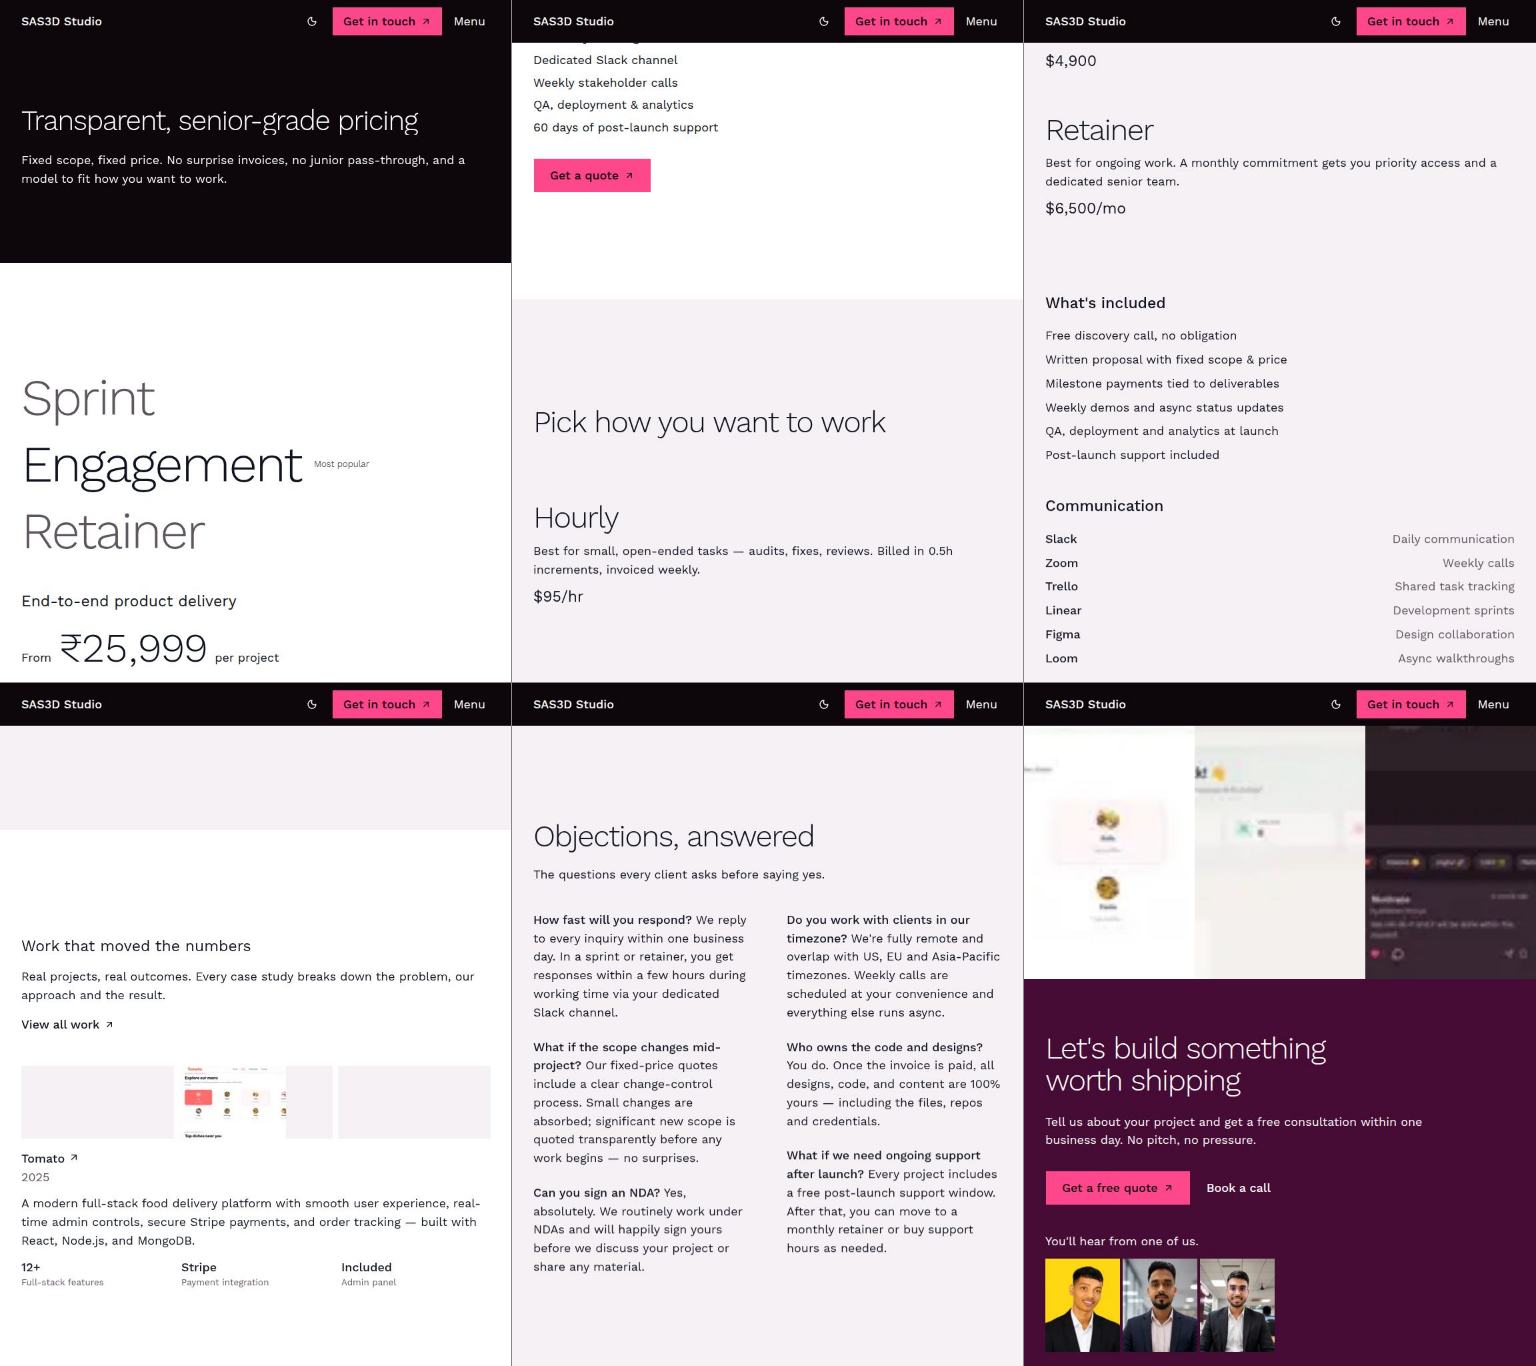 SAS3D Studio
Get in touch
Menu
Transparent, senior-grade pricing
Fixed scope, fixed price. No surprise invoices, no junior pass-through, and a
model to fit how you want to work.
Sprint
Engagement Most popular
Retainer
End-to-end product delivery
From ₹25,999 per project
SAS3D Studio
Get in touch
Menu
Dedicated Slack channel
Weekly stakeholder calls
QA, deployment & analytics
60 days of post-launch support
Get a quote
Pick how you want to work
Hourly
Best for small, open-ended tasks — audits, fixes, reviews. Billed in 0.5h
increments, invoiced weekly.
$95/hr
SAS3D Studio
Get in touch
Menu
$4,900
Retainer
Best for ongoing work. A monthly commitment gets you priority access and a
dedicated senior team.
$6,500/mo
What's included
Free discovery call, no obligation
Written proposal with fixed scope & price
Milestone payments tied to deliverables
Weekly demos and async status updates
QA, deployment and analytics at launch
Post-launch support included
Communication
Slack Daily communication
Zoom Weekly calls
Trello Shared task tracking
Linear Development sprints
Figma Design collaboration
Loom Async walkthroughs
SAS3D Studio
Get in touch
Menu
Work that moved the numbers
Real projects, real outcomes. Every case study breaks down the problem, our
approach and the result.
View all work
Tomato
Explore our menu
Top dishes near you
Tomato
2025
A modern full-stack food delivery platform with smooth user experience, real-
time admin controls, secure Stripe payments, and order tracking — built with
React, Node.js, and MongoDB.
12+ Stripe Included
Full-stack features Payment integration Admin panel
SAS3D Studio
Get in touch
Menu
Objections, answered
The questions every client asks before saying yes.
How fast will you respond? We reply
to every inquiry within one business
day. In a sprint or retainer, you get
responses within a few hours during
working time via your dedicated
Slack channel.
What if the scope changes mid-
project? Our fixed-price quotes
include a clear change-control
process. Small changes are
absorbed; significant new scope is
quoted transparently before any
work begins — no surprises.
Can you sign an NDA? Yes,
absolutely. We routinely work under
NDAs and will happily sign yours
before we discuss your project or
share any material.
Do you work with clients in our
timezone? We're fully remote and
overlap with US, EU and Asia-Pacific
timezones. Weekly calls are
scheduled at your convenience and
everything else runs async.
Who owns the code and designs?
You do. Once the invoice is paid, all
designs, code, and content are 100%
yours — including the files, repos
and credentials.
What if we need ongoing support
after launch? Every project includes
a free post-launch support window.
After that, you can move to a
monthly retainer or buy support
hours as needed.
SAS3D Studio
Get in touch
Menu
Let's build something
worth shipping
Tell us about your project and get a free consultation within one
business day. No pitch, no pressure.
Get a free quote
Book a call
You'll hear from one of us.